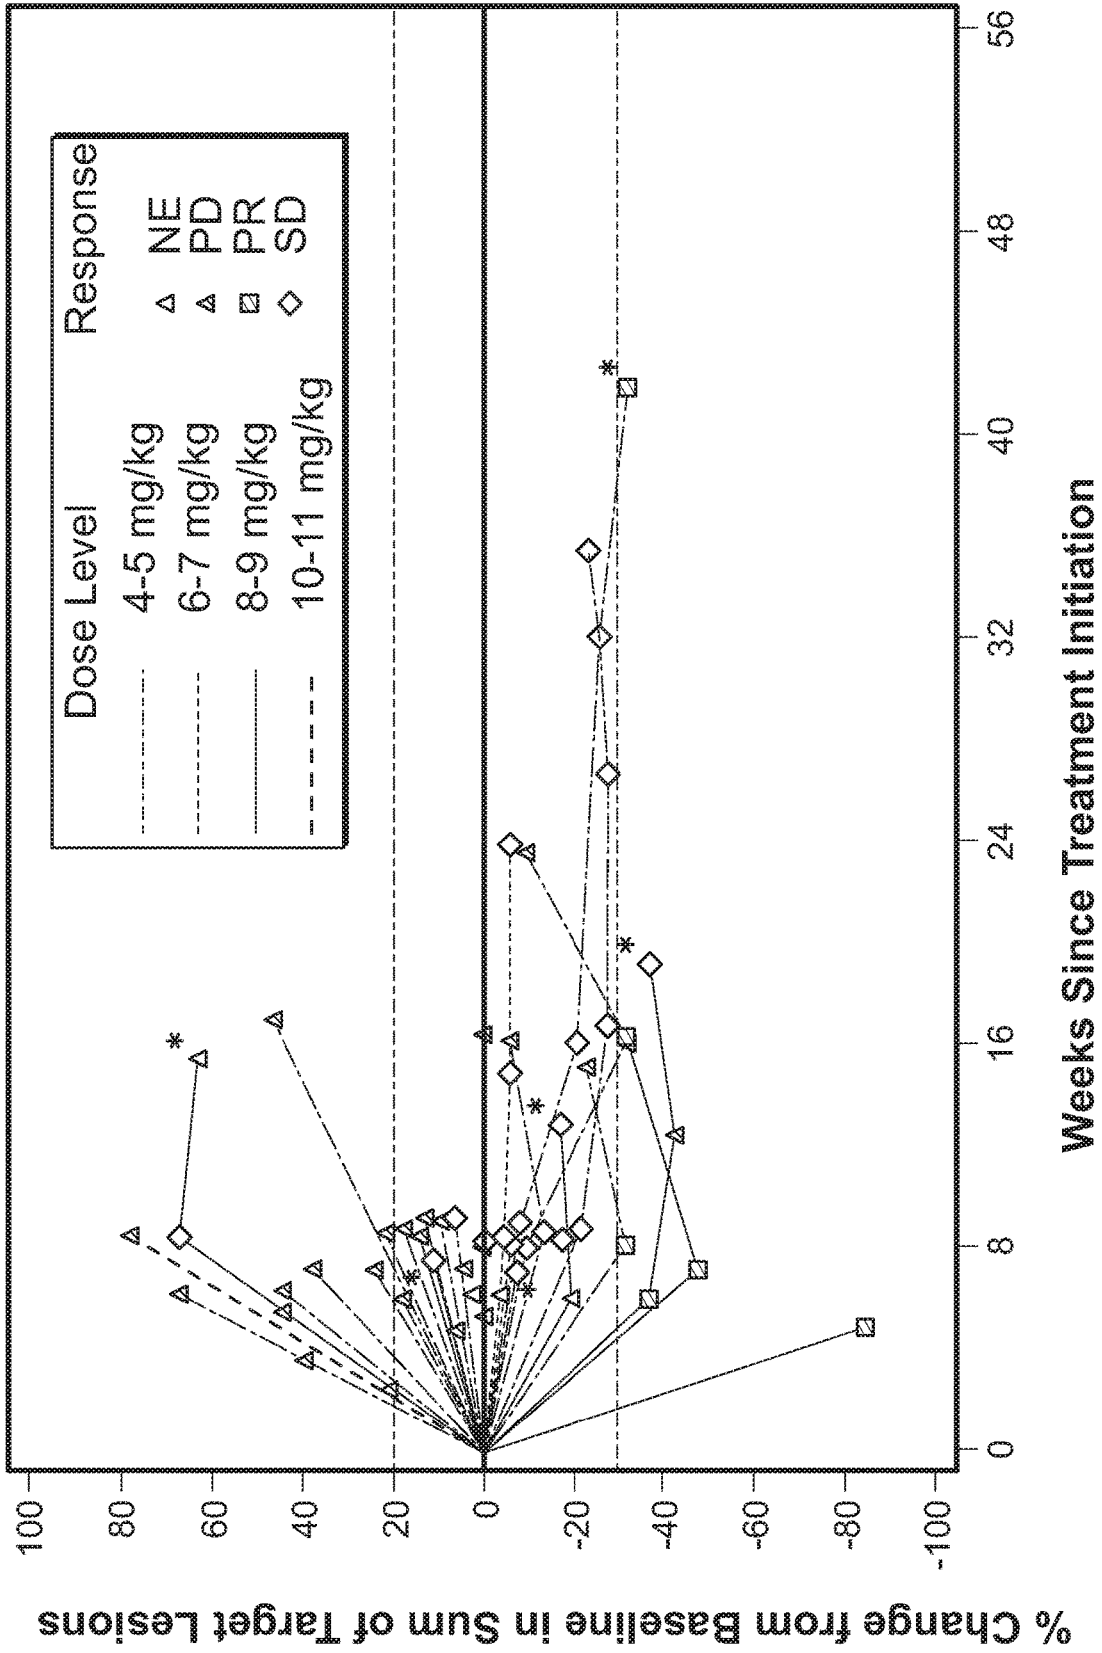 % Change from Baseline in Sum of Target Lesions
100
80
60
40
20
0
-20
-40
-60
-80
-100
Dose Level
4-5 mg/kg
6-7 mg/kg
8-9 mg/kg
10-11 mg/kg
Response
NE
PD
PR
SD
*
*
*
*
*
*
0
8
16
24
32
40
48
56
Weeks Since Treatment Initiation